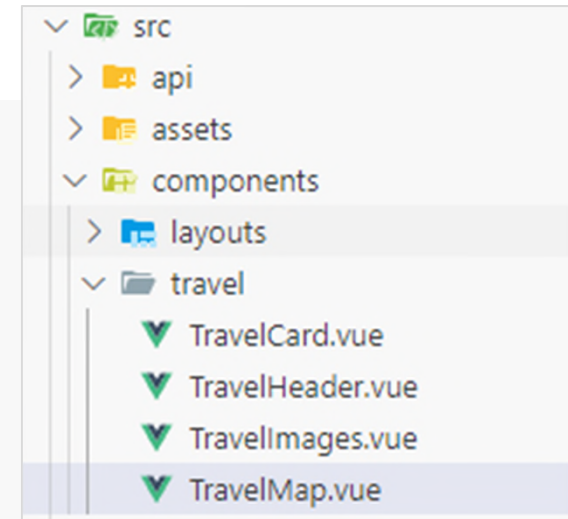 src
api
assets
components
layouts
travel
TravelCard.vue
TravelHeader.vue
TravelImages.vue
TravelMap.vue